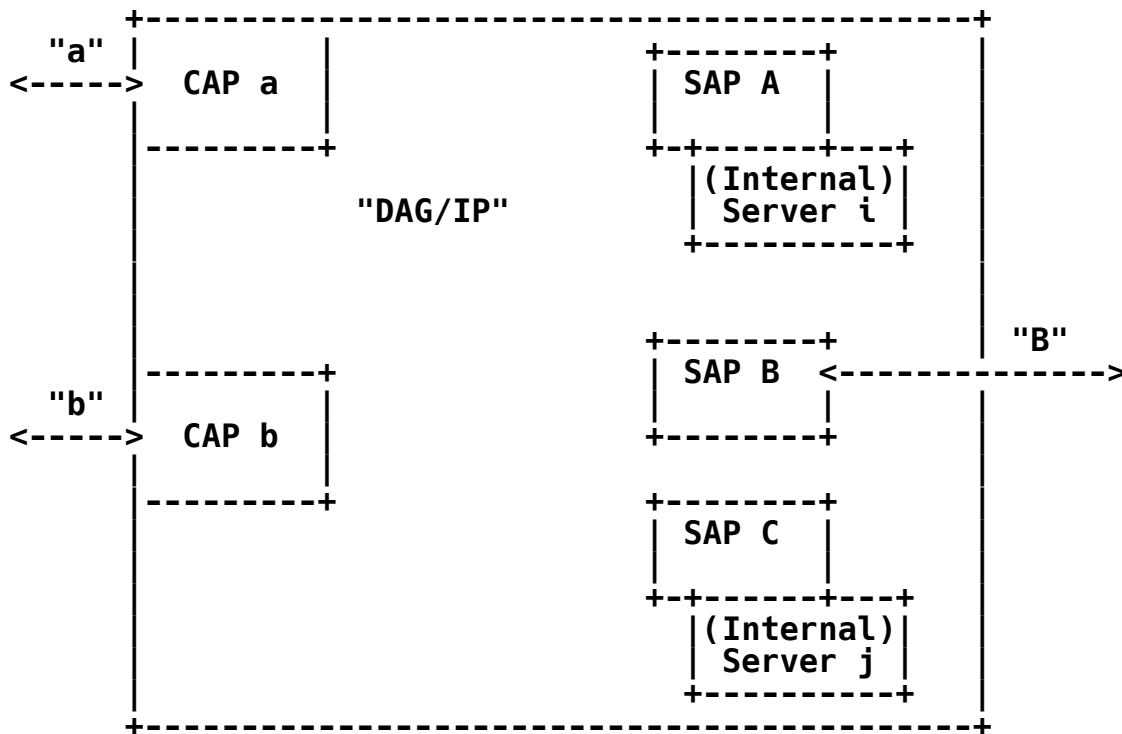 "a"
CAP a
SAP A
(Internal)
Server i
"DAG/IP"
"B"
SAP B
"b"
CAP b
SAP C
(Internal)
Server j